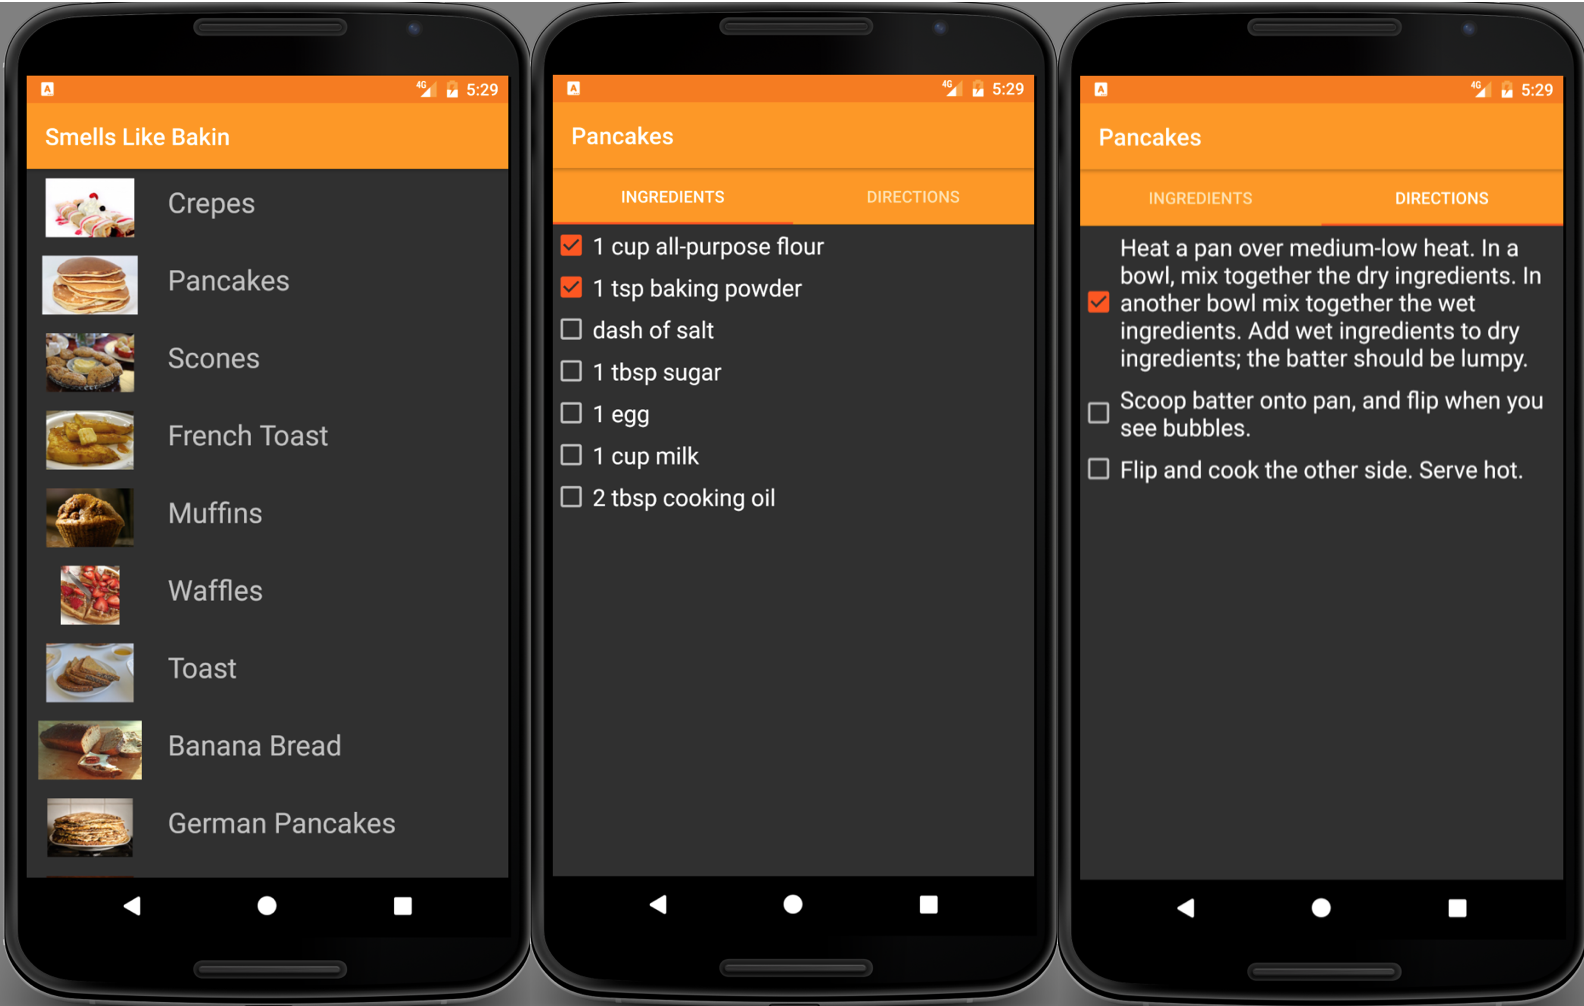 4G 5:29
Smells Like Bakin
Crepes
Pancakes
Scones
French Toast
Muffins
Waffles
Toast
Banana Bread
German Pancakes
4G 5:29
Pancakes
INGREDIENTS DIRECTIONS
1 cup all-purpose flour
1 tsp baking powder
dash of salt
1 tbsp sugar
1 egg
1 cup milk
2 tbsp cooking oil
4G 5:29
Pancakes
INGREDIENTS DIRECTIONS
Heat a pan over medium-low heat. In a
bowl, mix together the dry ingredients. In
another bowl mix together the wet
ingredients. Add wet ingredients to dry
ingredients; the batter should be lumpy.
Scoop batter onto pan, and flip when you
see bubbles.
Flip and cook the other side. Serve hot.